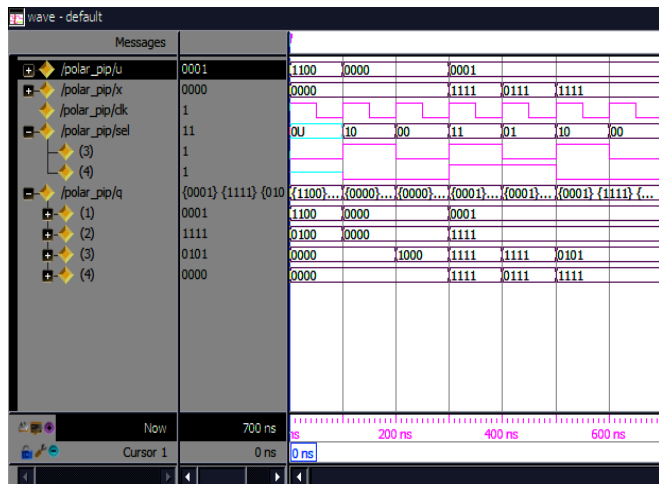 wave - default
Messages
/polar_pip/u 0001 1100 0000 0001
/polar_pip/x 0000 0000 1111 0111 1111
/polar_pip/clk 1
/polar_pip/sel 11 0U 10 00 11 01 10 00
(3) 1
(4) 1
/polar_pip/q {0001} {1111} {010 {1100}... {0000}... {0000}... {0001}... {0001}... {0001} {1111} {...
(1) 0001 1100 0000 0001
(2) 1111 0100 0000 1111
(3) 0101 0000 1000 1111 1111 0101
(4) 0000 0000 1111 0111 1111
Now 700 ns ns 200 ns 400 ns 600 ns
Cursor 1 0 ns 0 ns